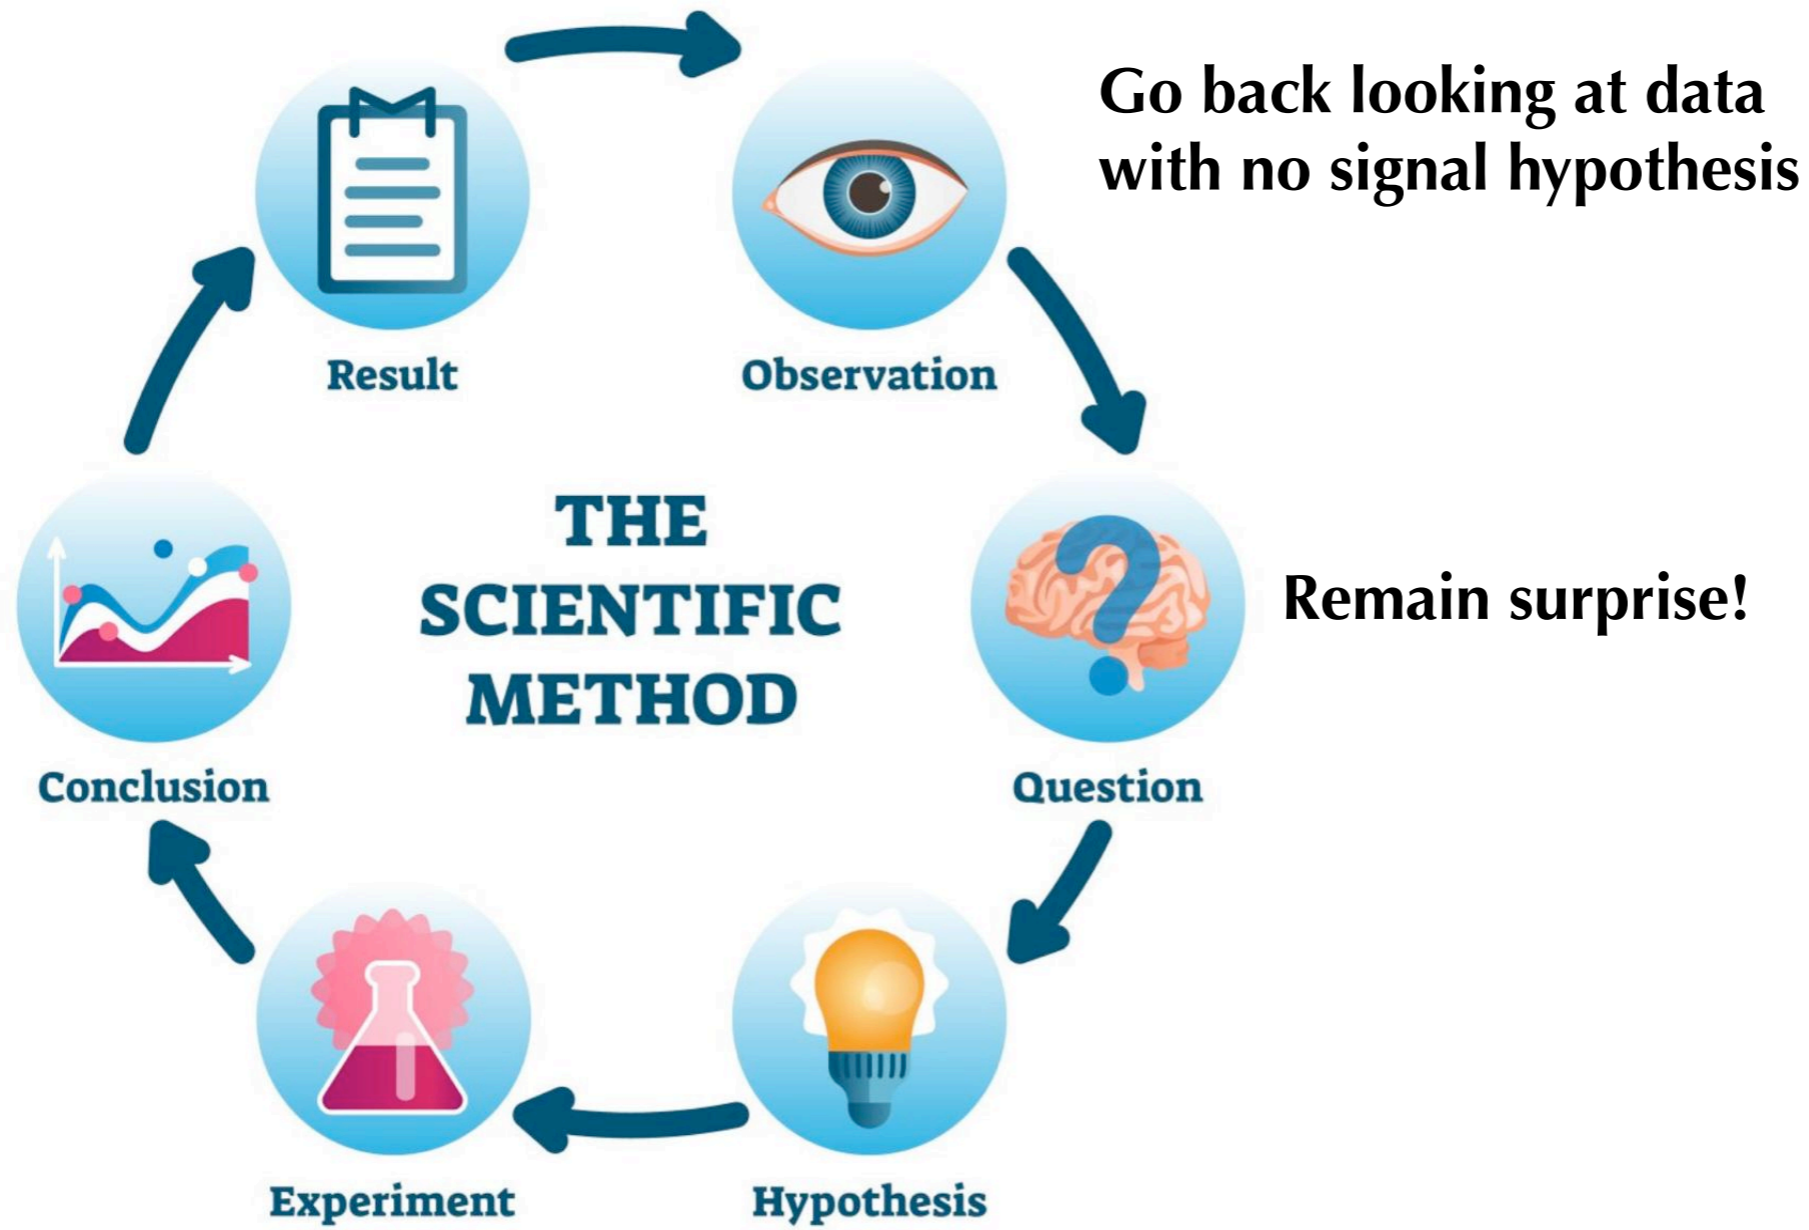 Go back looking at data
with no signal hypothesis
Result
Observation
THE
SCIENTIFIC
METHOD
Remain surprise!
Conclusion
Question
Experiment
Hypothesis